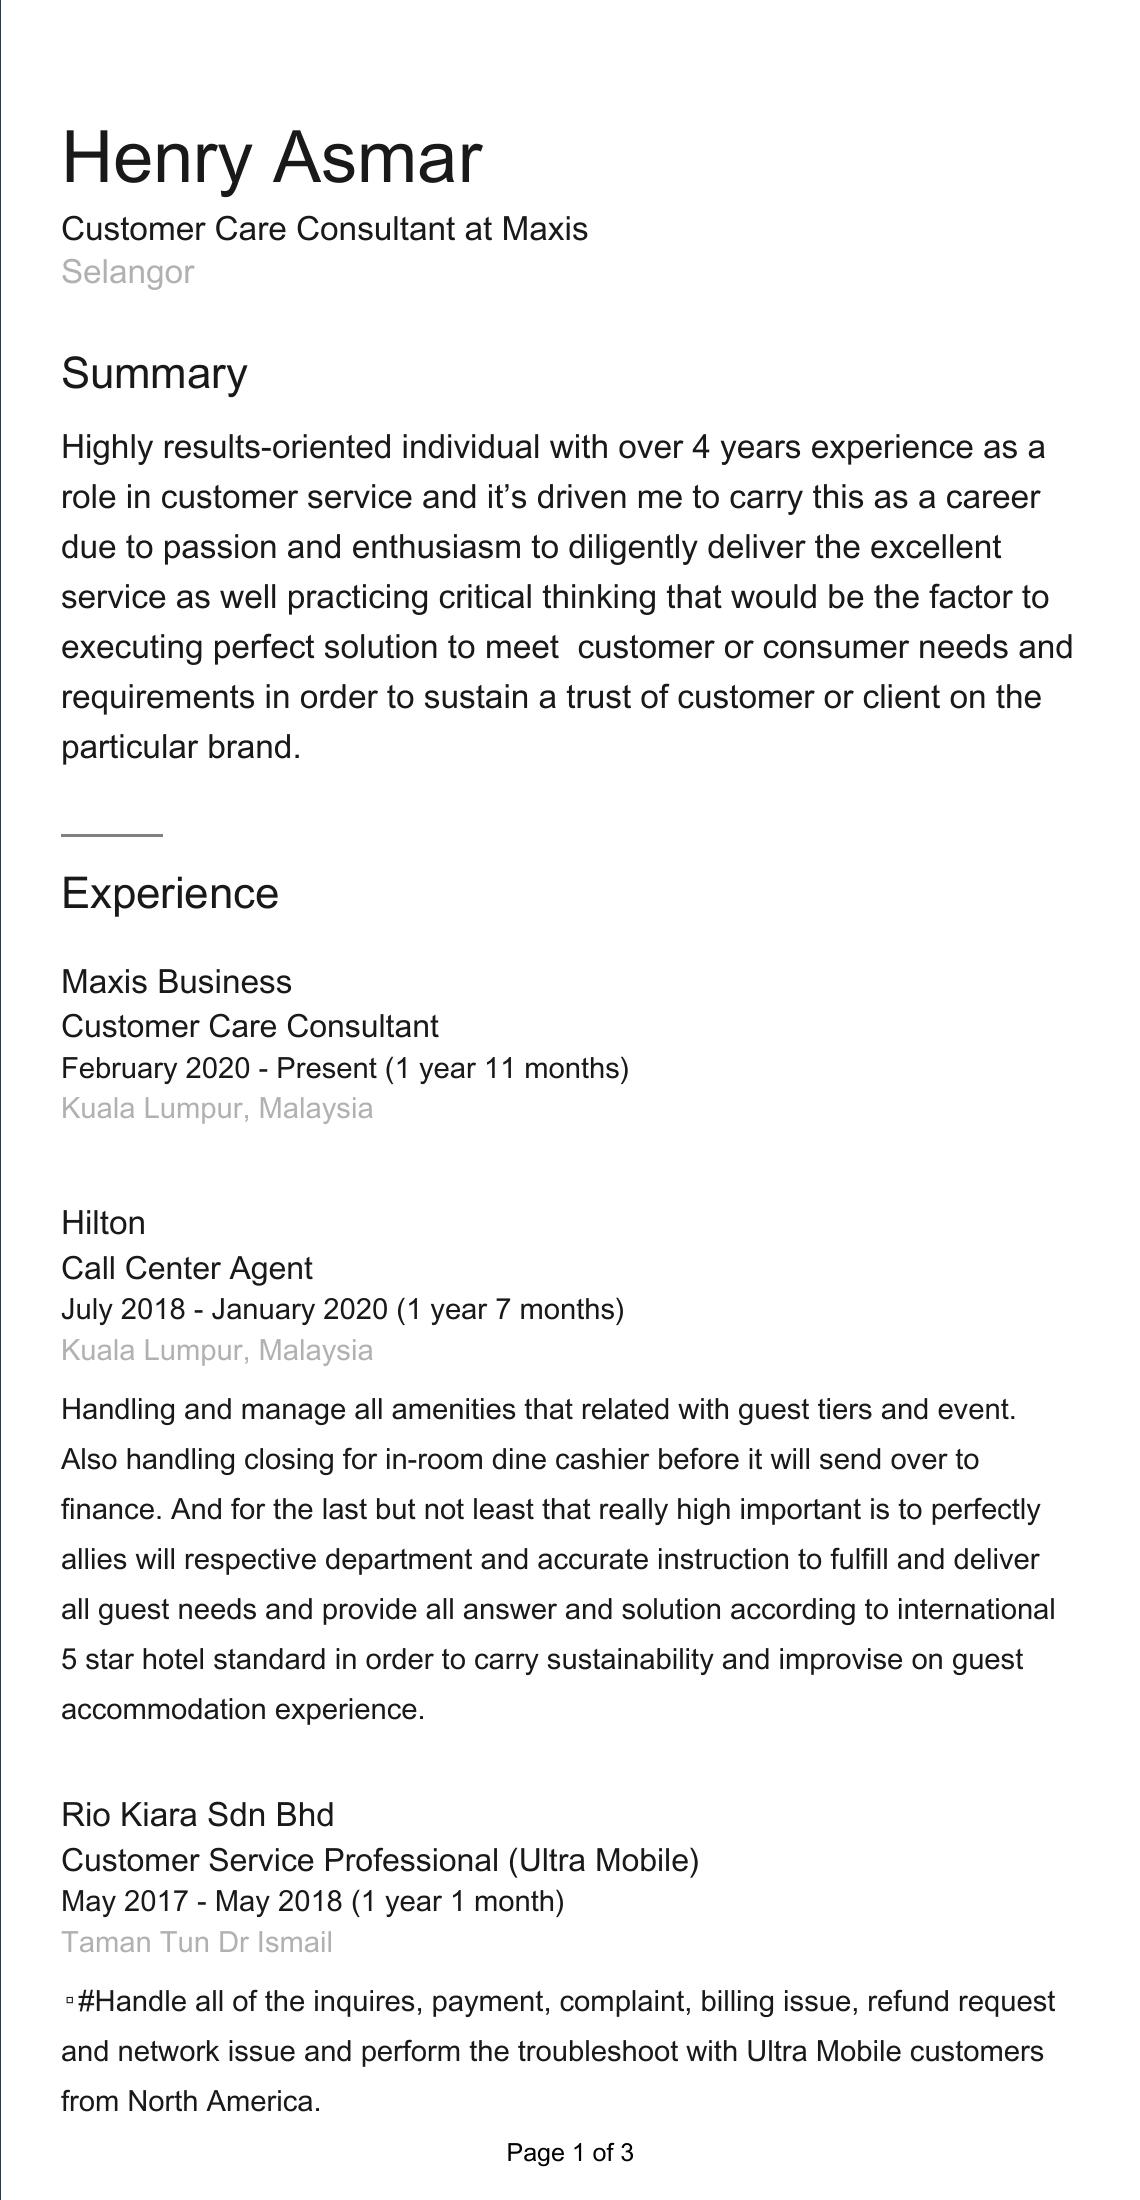 Henry Asmar
Customer Care Consultant at Maxis
Selangor
Summary
Highly results-oriented individual with over 4 years experience as a
role in customer service and it’s driven me to carry this as a career
due to passion and enthusiasm to diligently deliver the excellent
service as well practicing critical thinking that would be the factor to
executing perfect solution to meet  customer or consumer needs and
requirements in order to sustain a trust of customer or client on the
particular brand.
Experience
Maxis Business
Customer Care Consultant
February 2020 - Present (1 year 11 months)
Kuala Lumpur, Malaysia
Hilton
Call Center Agent
July 2018 - January 2020 (1 year 7 months)
Kuala Lumpur, Malaysia
Handling and manage all amenities that related with guest tiers and event.
Also handling closing for in-room dine cashier before it will send over to
finance. And for the last but not least that really high important is to perfectly
allies will respective department and accurate instruction to fulfill and deliver
all guest needs and provide all answer and solution according to international
5 star hotel standard in order to carry sustainability and improvise on guest
accommodation experience.
Rio Kiara Sdn Bhd
Customer Service Professional (Ultra Mobile)
May 2017 - May 2018 (1 year 1 month)
Taman Tun Dr Ismail
▫#Handle all of the inquires, payment, complaint, billing issue, refund request
and network issue and perform the troubleshoot with Ultra Mobile customers
from North America.
Page 1 of 3